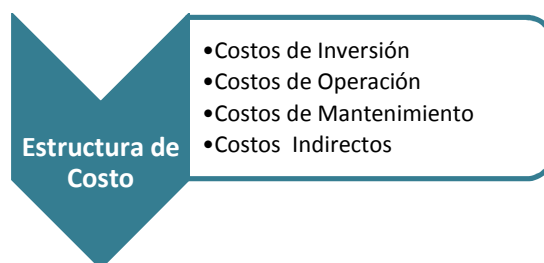 Estructura de
Costo
•Costos de Inversión
•Costos de Operación
•Costos de Mantenimiento
•Costos  Indirectos